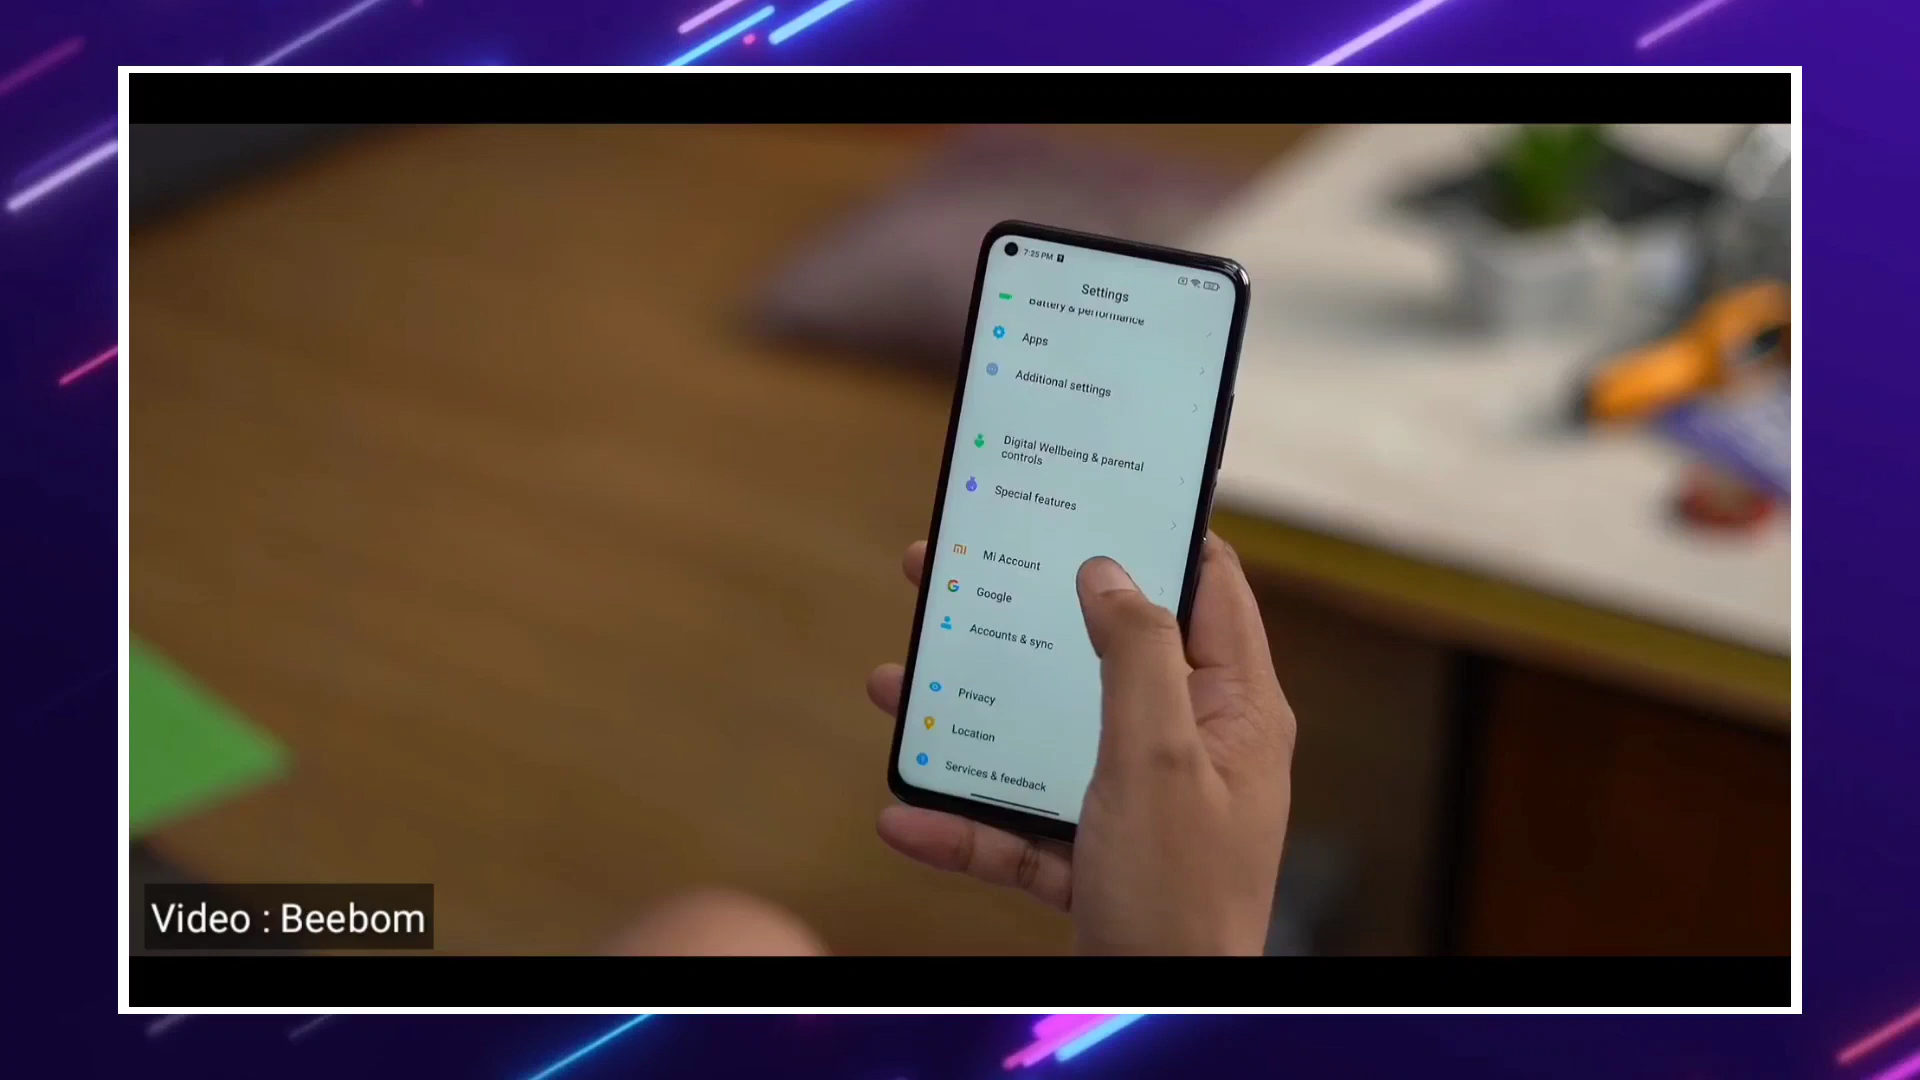 7:25 PM
Settings
Battery & performance
Apps
Additional settings
Digital Wellbeing & parental
controls
Special features
Mi Account
Google
Accounts & sync
Privacy
Location
Services & feedback
Video : Beebom